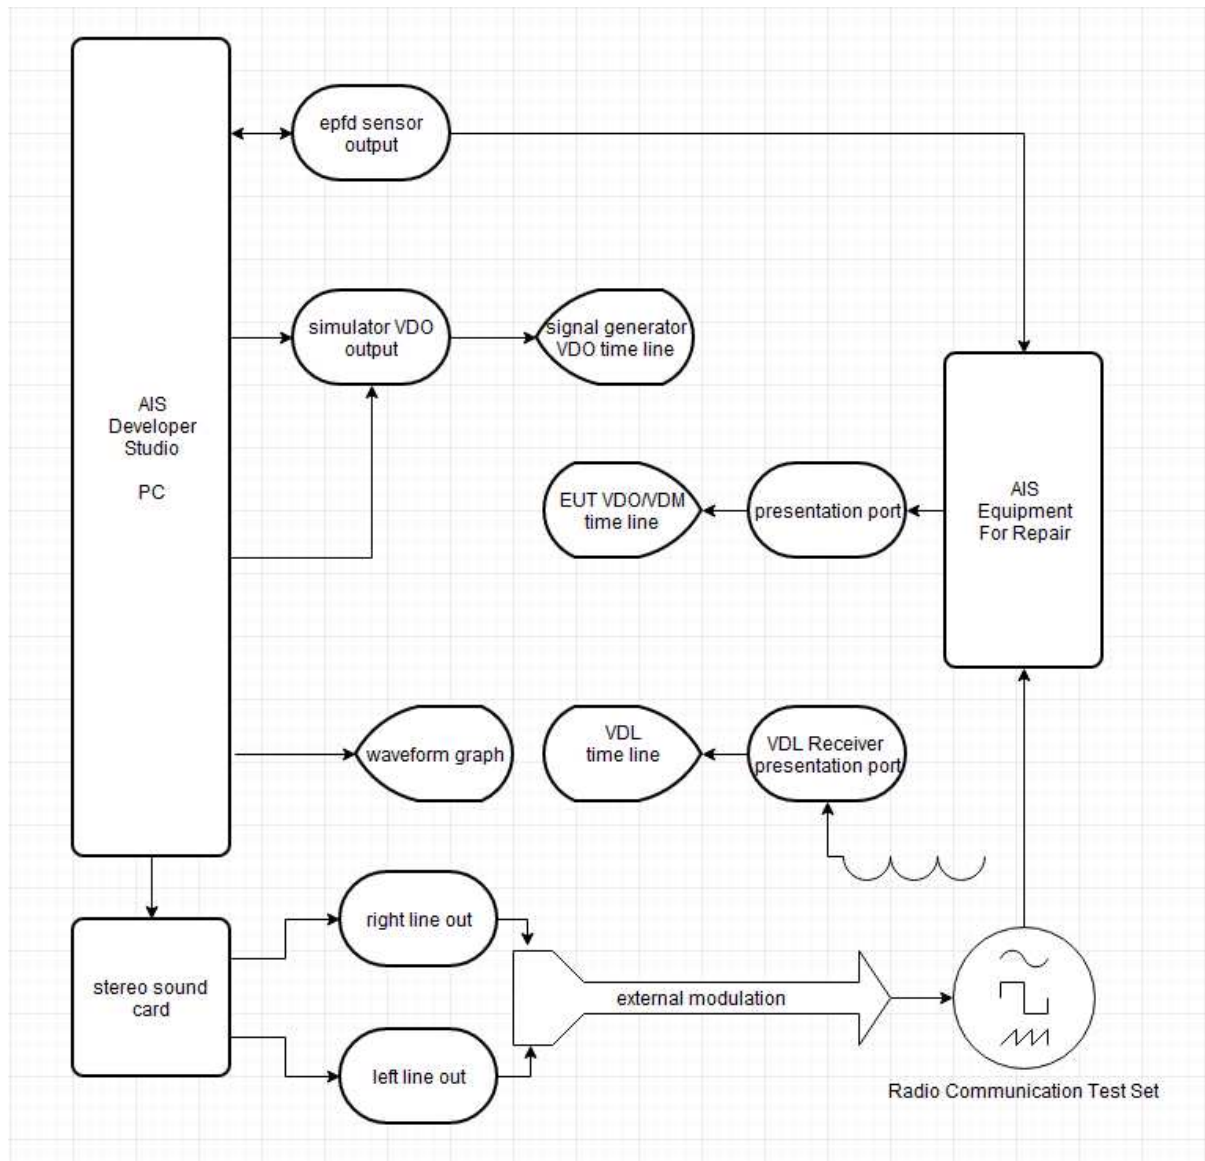 epfd sensor
output
simulator VDO
output
signal generator
VDO time line
AIS
Developer
Studio
PC
EUT VDO/VDM
time line
presentation port
AIS
Equipment
For Repair
waveform graph
VDL
time line
VDL Receiver
presentation port
right line out
stereo sound
card
external modulation
left line out
Radio Communication Test Set